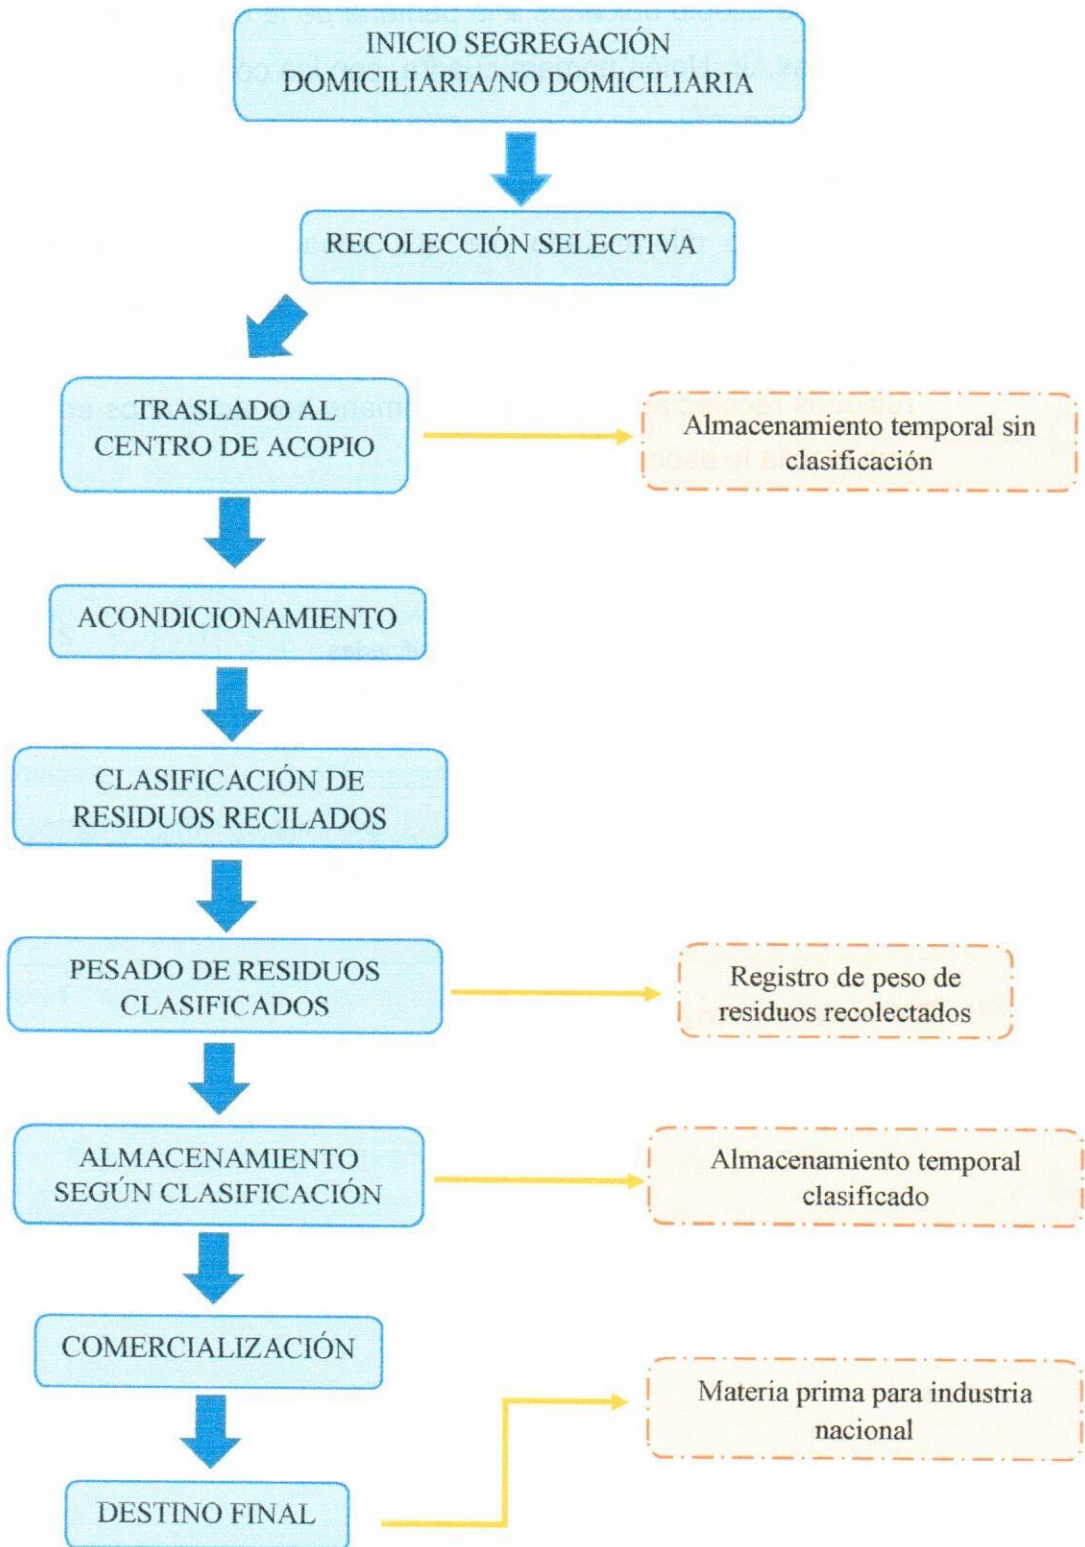 INICIO SEGREGACIÓN
DOMICILIARIA/NO DOMICILIARIA
RECOLECCIÓN SELECTIVA
TRASLADO AL
CENTRO DE ACOPIO
Almacenamiento temporal sin
clasificación
ACONDICIONAMIENTO
CLASIFICACIÓN DE
RESIDUOS RECILADOS
PESADO DE RESIDUOS
CLASIFICADOS
Registro de peso de
residuos recolectados
ALMACENAMIENTO
SEGÚN CLASIFICACIÓN
Almacenamiento temporal
clasificado
COMERCIALIZACIÓN
Materia prima para industria
nacional
DESTINO FINAL